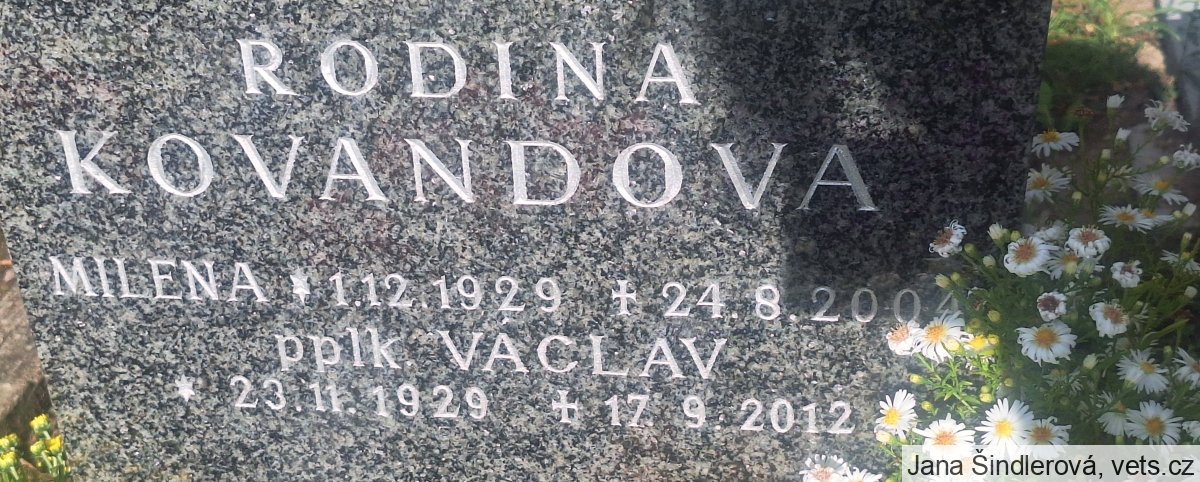 RODINA
KOVANDOVA
MILENA * 1.12.1929 ✝ 24.8.2004
pplk. VÁCLAV
* 23.11.1929 ✝ 17.9.2012
Jana Šindlerová, vets.cz